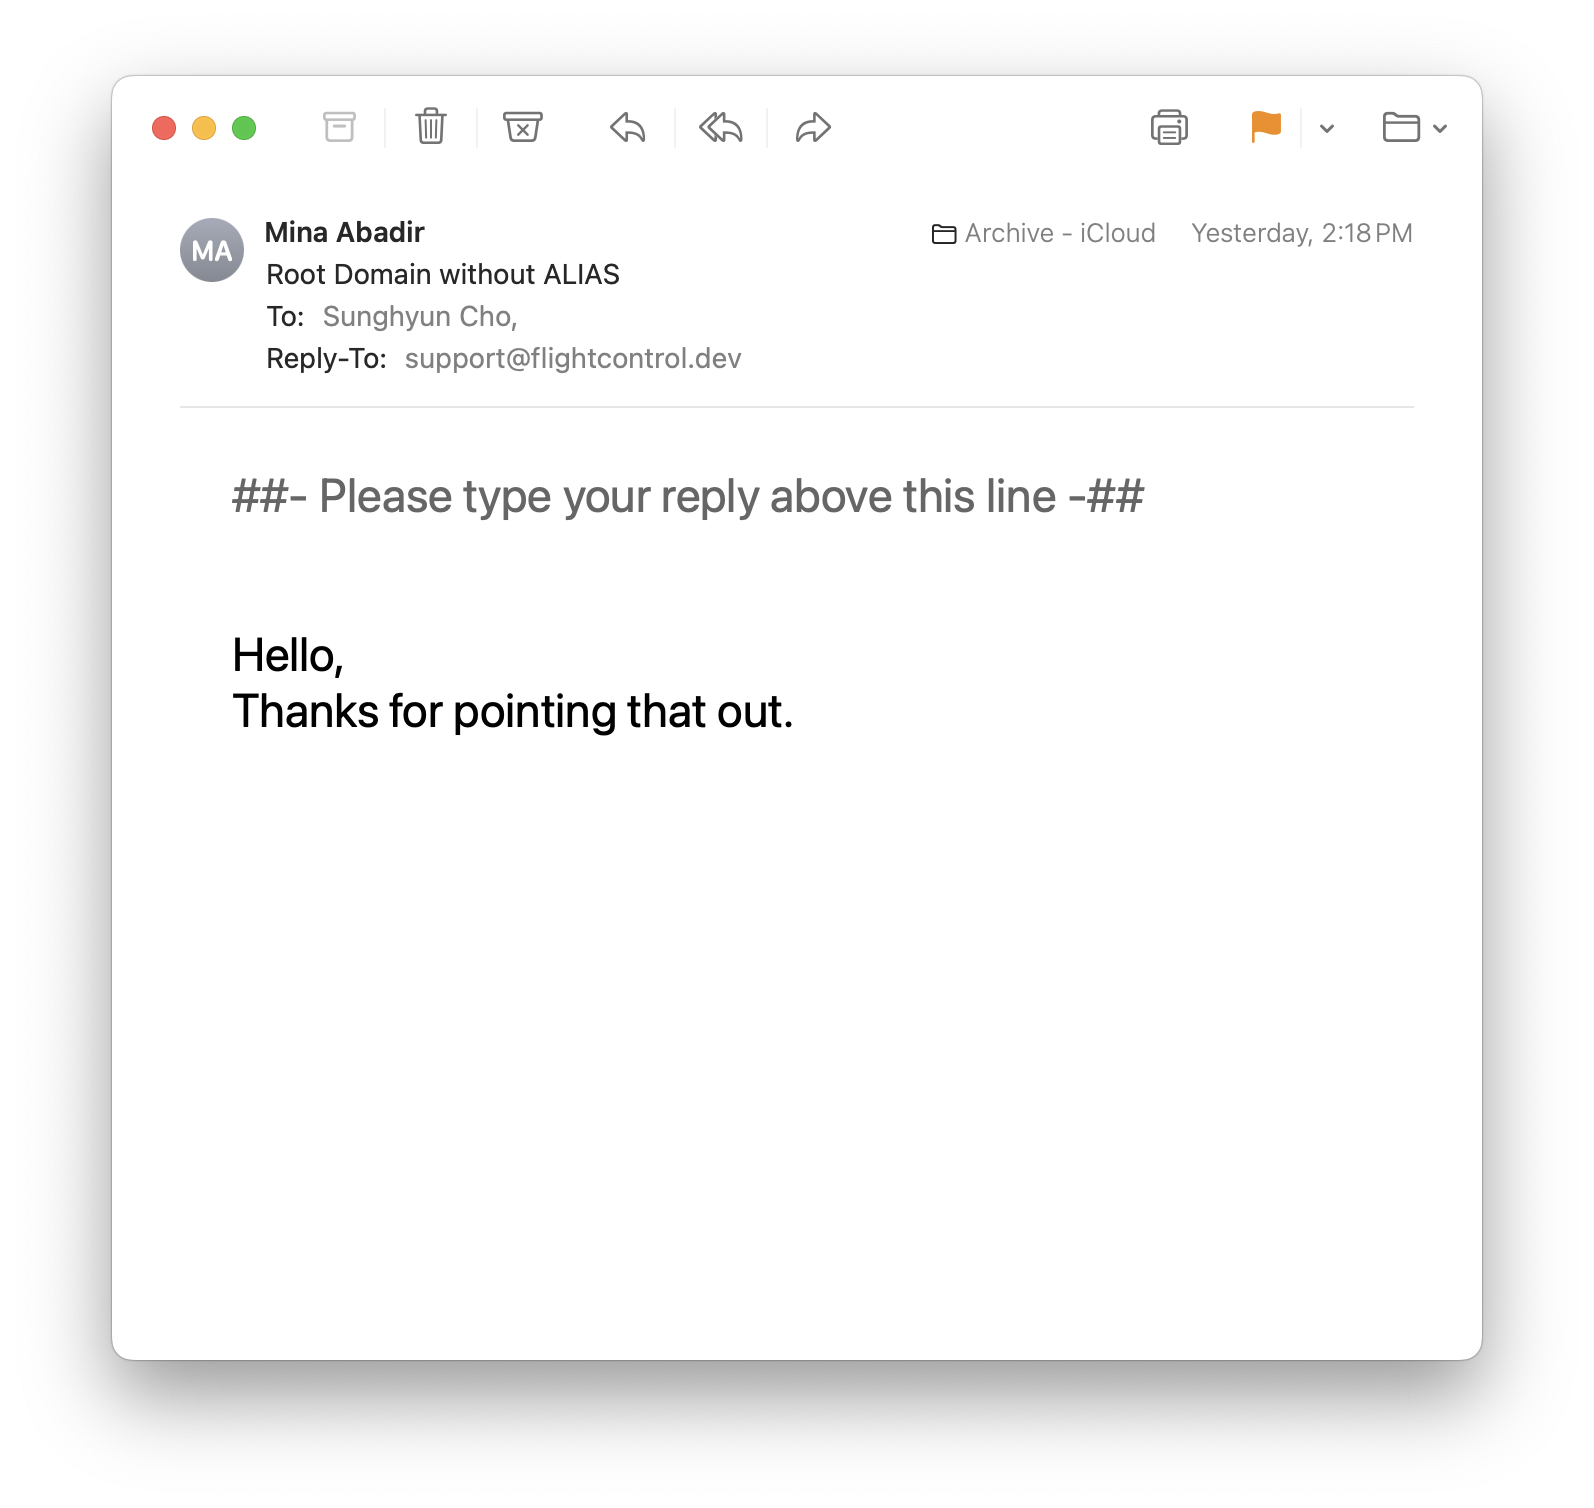 MA
Mina Abadir
Archive - iCloud
Yesterday, 2:18 PM
Root Domain without ALIAS
To: Sunghyun Cho,
Reply-To: support@flightcontrol.dev
##- Please type your reply above this line -##
Hello,
Thanks for pointing that out.